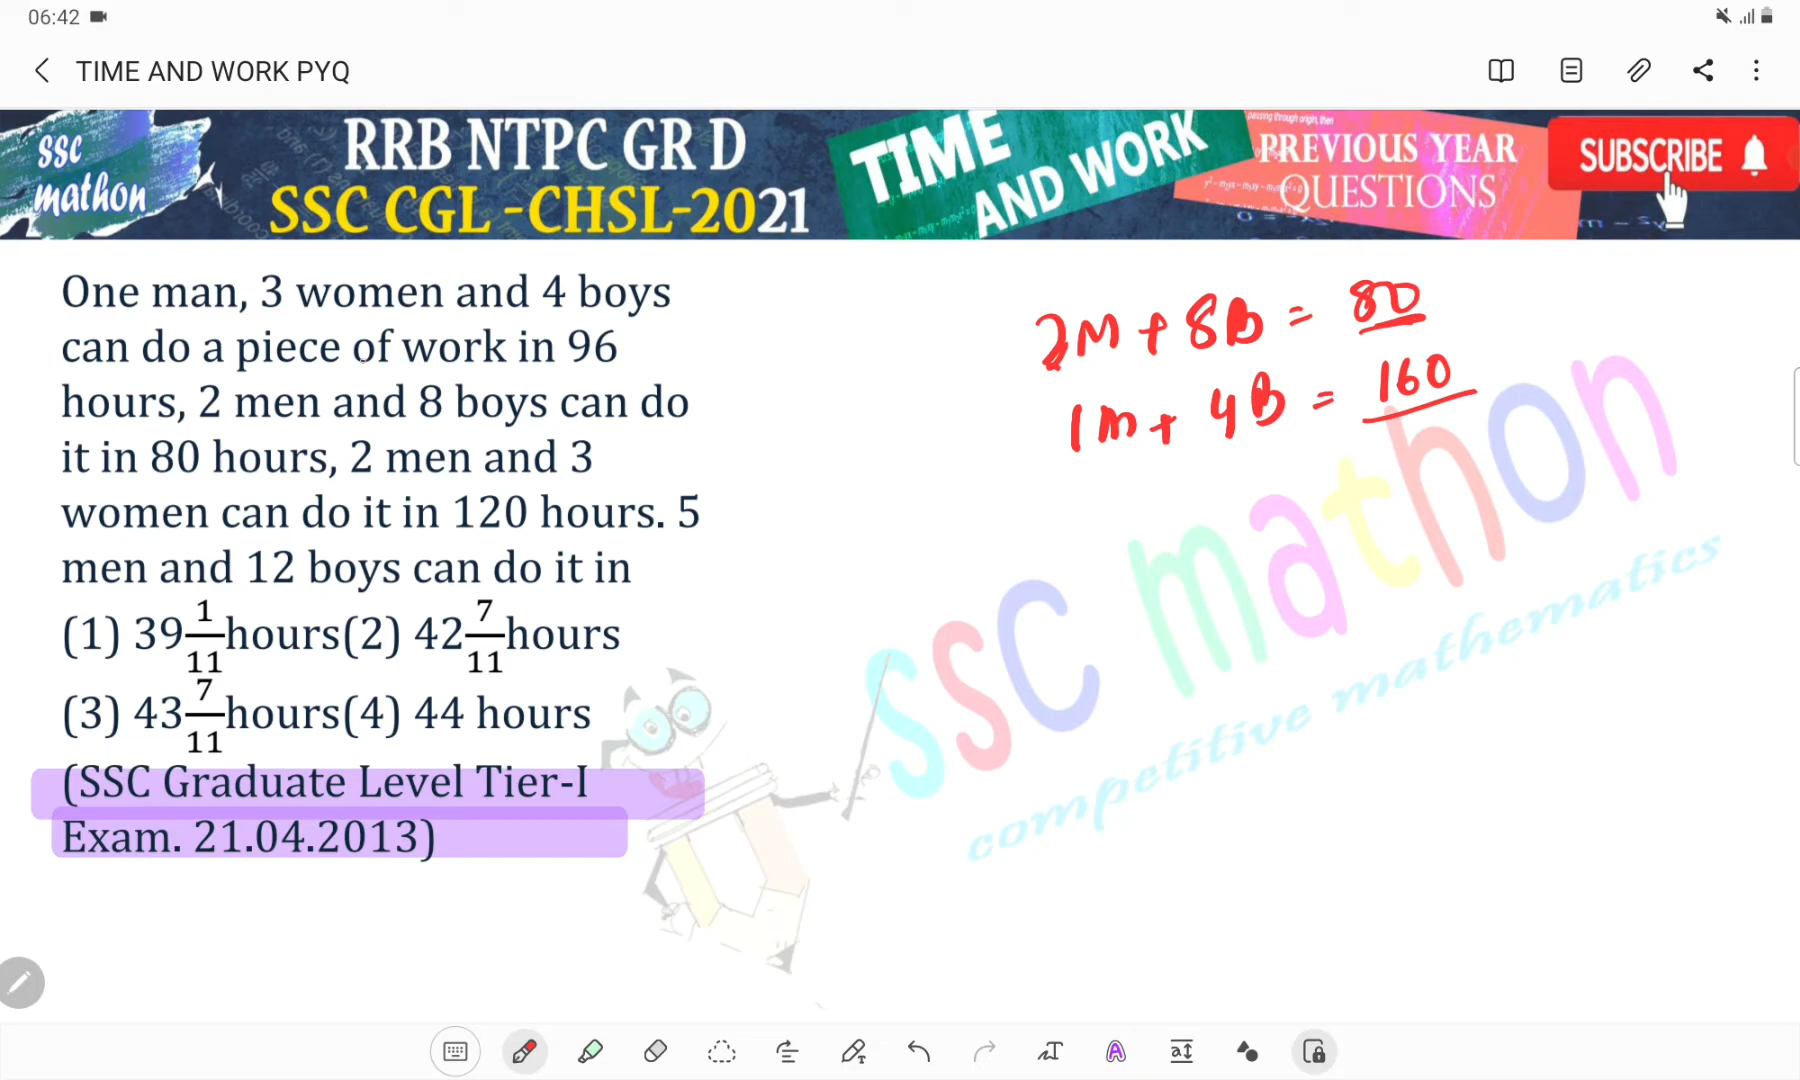 06:42
TIME AND WORK PYQ
SSC
mathon
RRB NTPC GR D
SSC CGL -CHSL-2021
TIME
AND WORK
PREVIOUS YEAR
QUESTIONS
SUBSCRIBE
One man, 3 women and 4 boys
can do a piece of work in 96
hours, 2 men and 8 boys can do
it in 80 hours, 2 men and 3
women can do it in 120 hours. 5
men and 12 boys can do it in
(1) 39 1/11 hours(2) 42 7/11 hours
(3) 43 7/11 hours(4) 44 hours
(SSC Graduate Level Tier-I
Exam. 21.04.2013)
2M + 8B = 80
1M + 4B = 160
SSC mathon
competitive mathematics